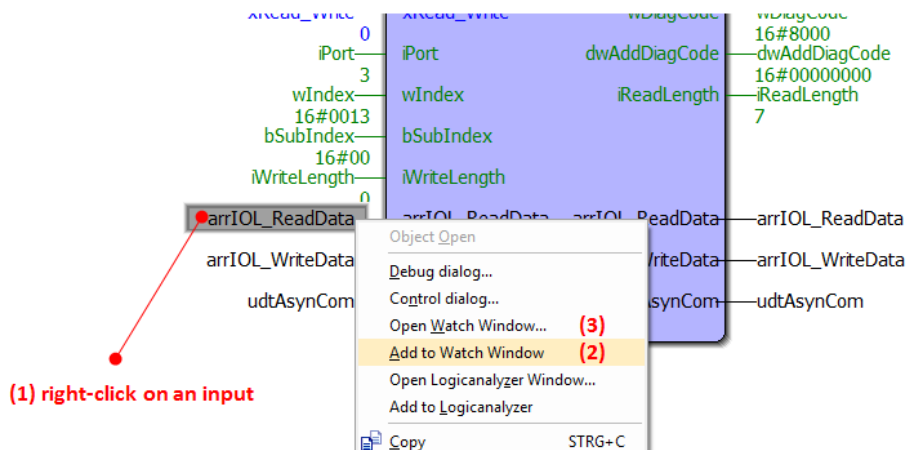 xRead_Write xRead_Write wDiagCode wDiagCode
0 16#8000
iPort iPort dwAddDiagCode dwAddDiagCode
3 16#00000000
wIndex wIndex iReadLength iReadLength
16#0013 7
bSubIndex bSubIndex
16#00
iWriteLength iWriteLength
0
arrIOL_ReadData arrIOL_ReadData arrIOL_ReadData arrIOL_ReadData
Object Open
arrIOL_WriteData riteData arrIOL_WriteData
Debug dialog...
udtAsynCom AsynCom udtAsynCom
Control dialog...
Open Watch Window... (3)
Add to Watch Window (2)
Open Logicanalyzer Window...
(1) right-click on an input
Add to Logicanalyzer
Copy STRG+C